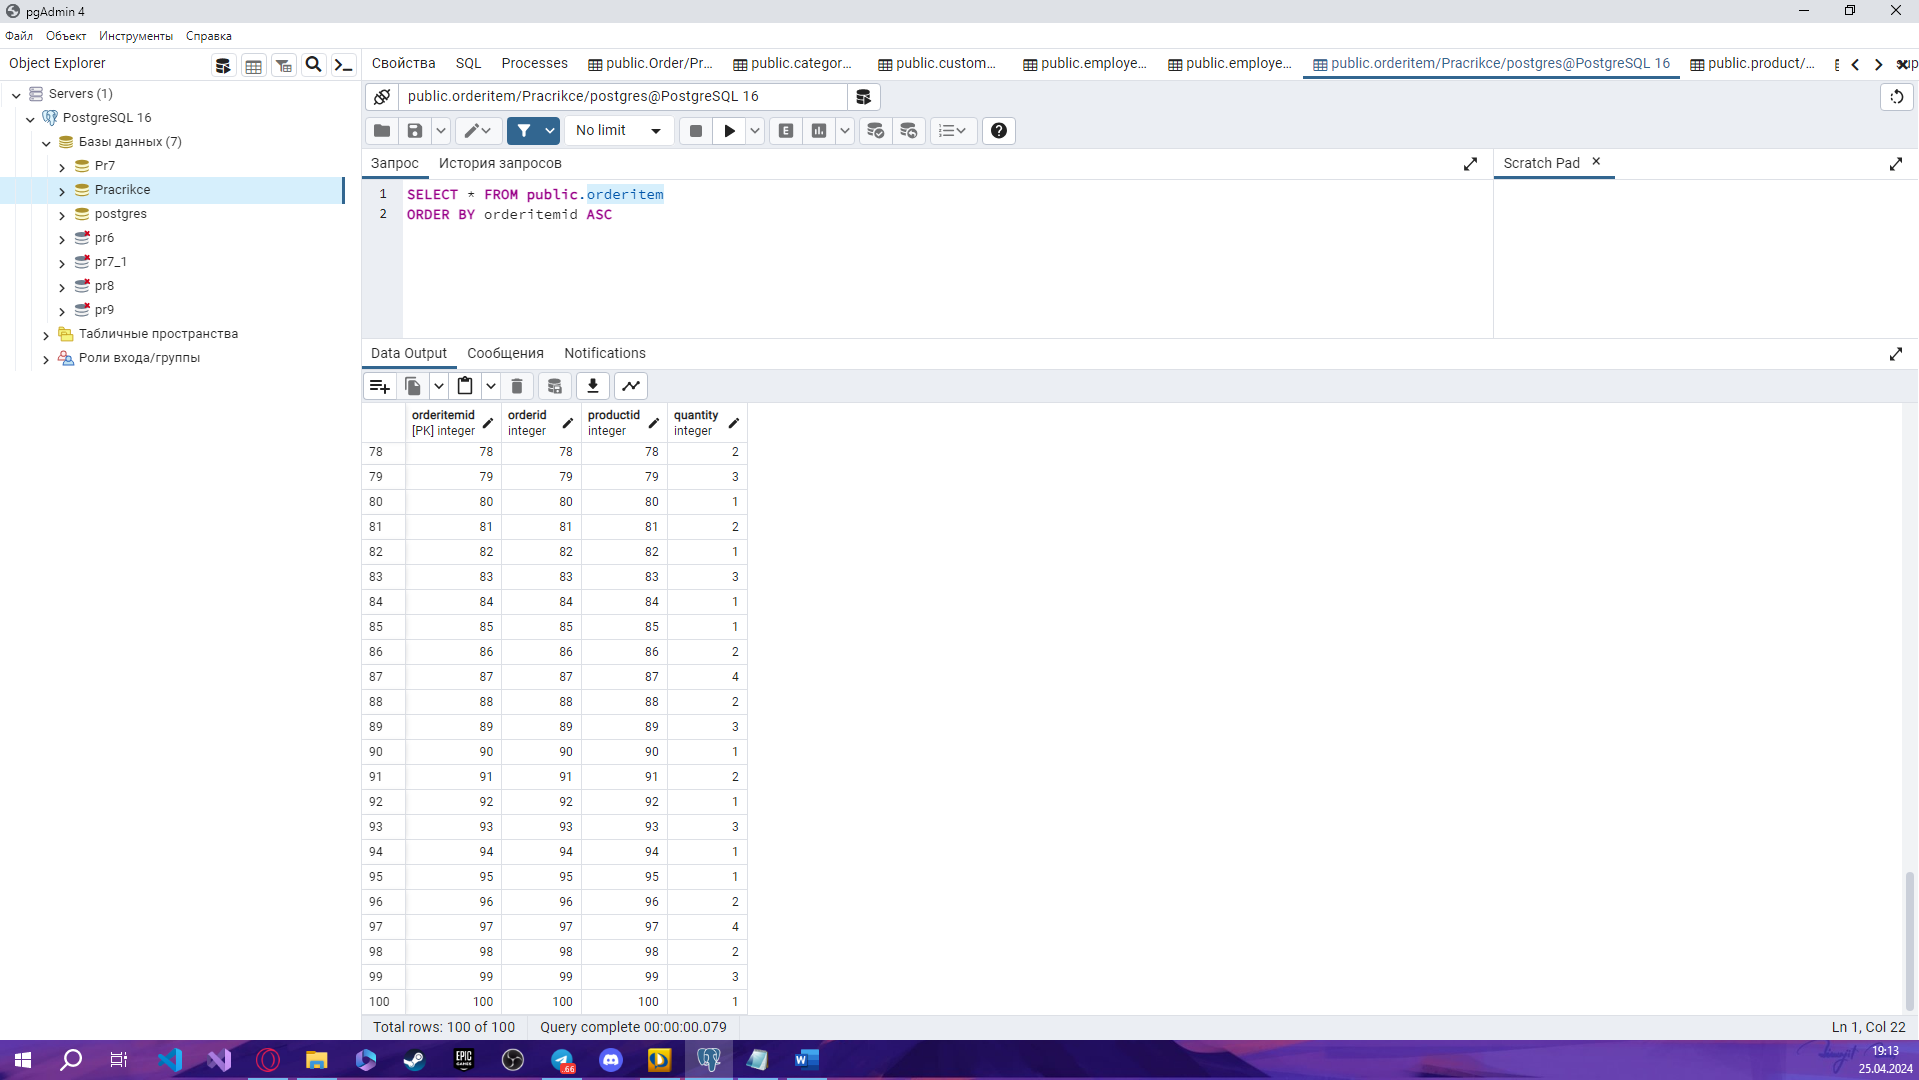 pgAdmin 4
Файл Объект Инструменты Справка
Object Explorer
Свойства SQL Processes public.Order/Pr... public.categor... public.custom... public.employe... public.employe... public.orderitem/Pracrikce/postgres@PostgreSQL 16 public.product/...
Servers (1)
PostgreSQL 16
Базы данных (7)
Pr7
Pracrikce
postgres
pr6
pr7_1
pr8
pr9
Табличные пространства
Роли входа/группы
public.orderitem/Pracrikce/postgres@PostgreSQL 16
No limit
Запрос История запросов
Scratch Pad
1 SELECT * FROM public.orderitem
2 ORDER BY orderitemid ASC
Data Output Сообщения Notifications
orderitemid orderid productid quantity
[PK] integer integer integer integer
78 78 78 78 2
79 79 79 79 3
80 80 80 80 1
81 81 81 81 2
82 82 82 82 1
83 83 83 83 3
84 84 84 84 1
85 85 85 85 1
86 86 86 86 2
87 87 87 87 4
88 88 88 88 2
89 89 89 89 3
90 90 90 90 1
91 91 91 91 2
92 92 92 92 1
93 93 93 93 3
94 94 94 94 1
95 95 95 95 1
96 96 96 96 2
97 97 97 97 4
98 98 98 98 2
99 99 99 99 3
100 100 100 100 1
Total rows: 100 of 100 Query complete 00:00:00.079
Ln 1, Col 22
EPIC GAMES
.66
19:13
25.04.2024